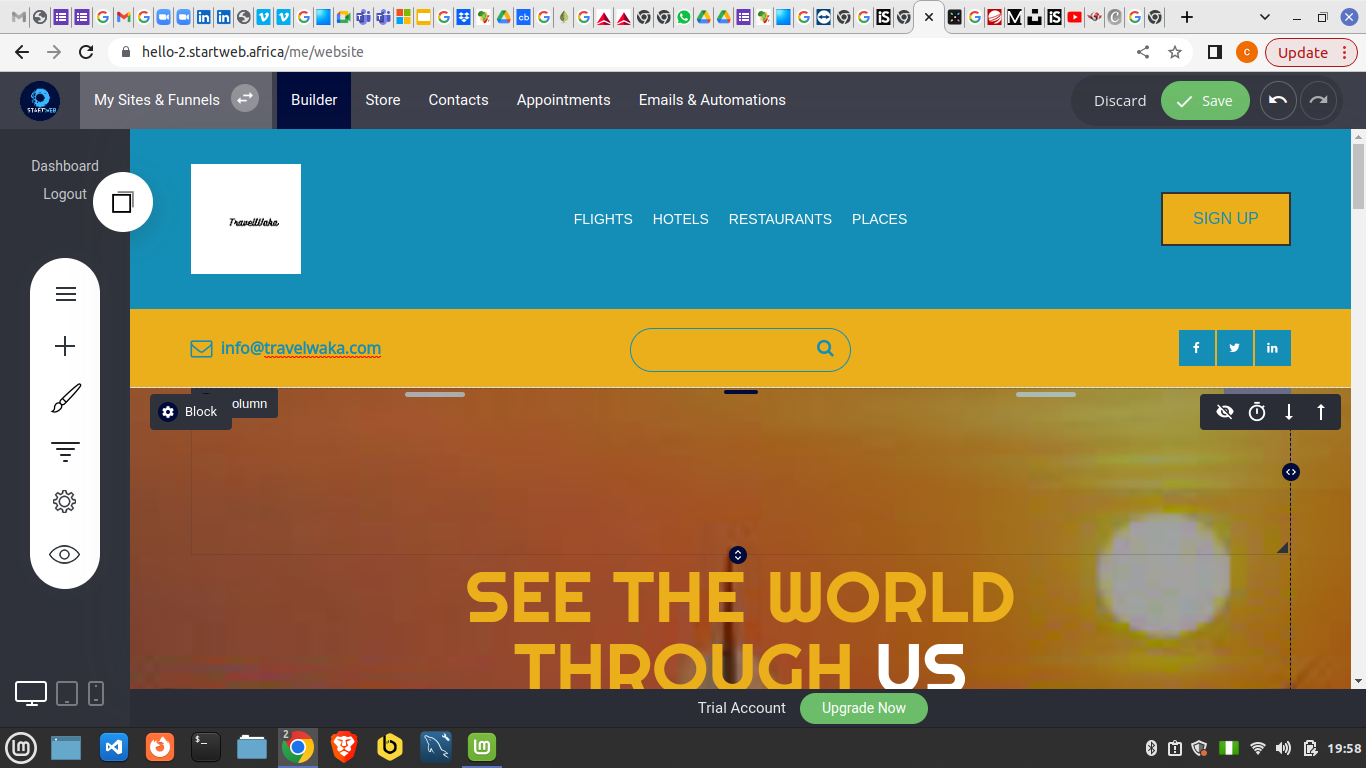 hello-2.startweb.africa/me/website
Update
STARTWEB
My Sites & Funnels
Builder
Store
Contacts
Appointments
Emails & Automations
Discard
Save
Dashboard
Logout
TravelWaka
FLIGHTS
HOTELS
RESTAURANTS
PLACES
SIGN UP
info@travelwaka.com
Block
olumn
SEE THE WORLD
THROUGH US
Trial Account
Upgrade Now
2
19:58